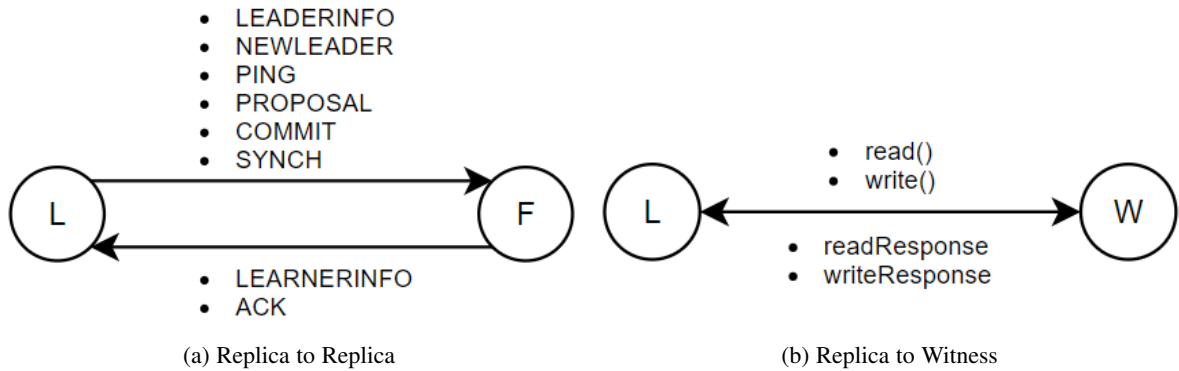 • LEADERINFO
• NEWLEADER
• PING
• PROPOSAL
• COMMIT
• SYNCH
L
F
• LEARNERINFO
• ACK
(a) Replica to Replica
• read()
• write()
L
W
• readResponse
• writeResponse
(b) Replica to Witness